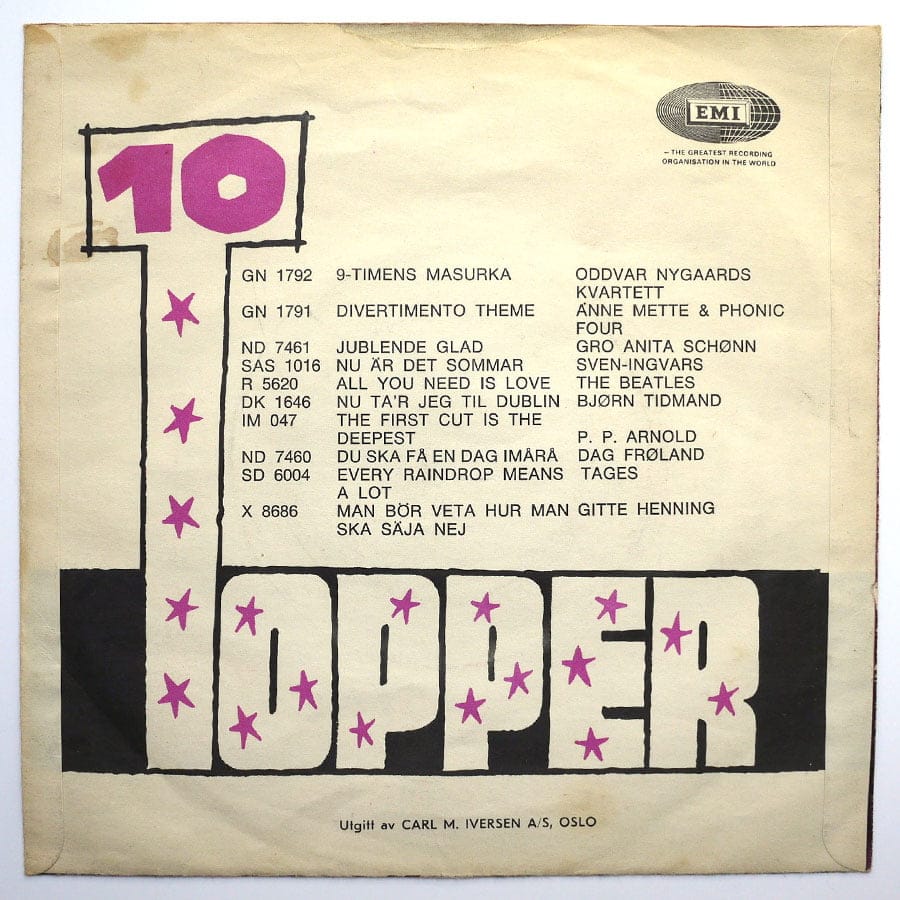 EMI
– THE GREATEST RECORDING
ORGANISATION IN THE WORLD
10
GN 1792 9-TIMENS MASURKA ODDVAR NYGAARDS
KVARTETT
GN 1791 DIVERTIMENTO THEME ANNE METTE & PHONIC
FOUR
ND 7461 JUBLENDE GLAD GRO ANITA SCHØNN
SAS 1016 NU ÄR DET SOMMAR SVEN-INGVARS
R 5620 ALL YOU NEED IS LOVE THE BEATLES
DK 1646 NU TA'R JEG TIL DUBLIN BJØRN TIDMAND
IM 047 THE FIRST CUT IS THE
DEEPEST P. P. ARNOLD
ND 7460 DU SKA FÅ EN DAG IMÅRÅ DAG FRØLAND
SD 6004 EVERY RAINDROP MEANS TAGES
A LOT
X 8686 MAN BÖR VETA HUR MAN GITTE HENNING
SKA SÄJA NEJ
TOPPER
Utgitt av CARL M. IVERSEN A/S, OSLO